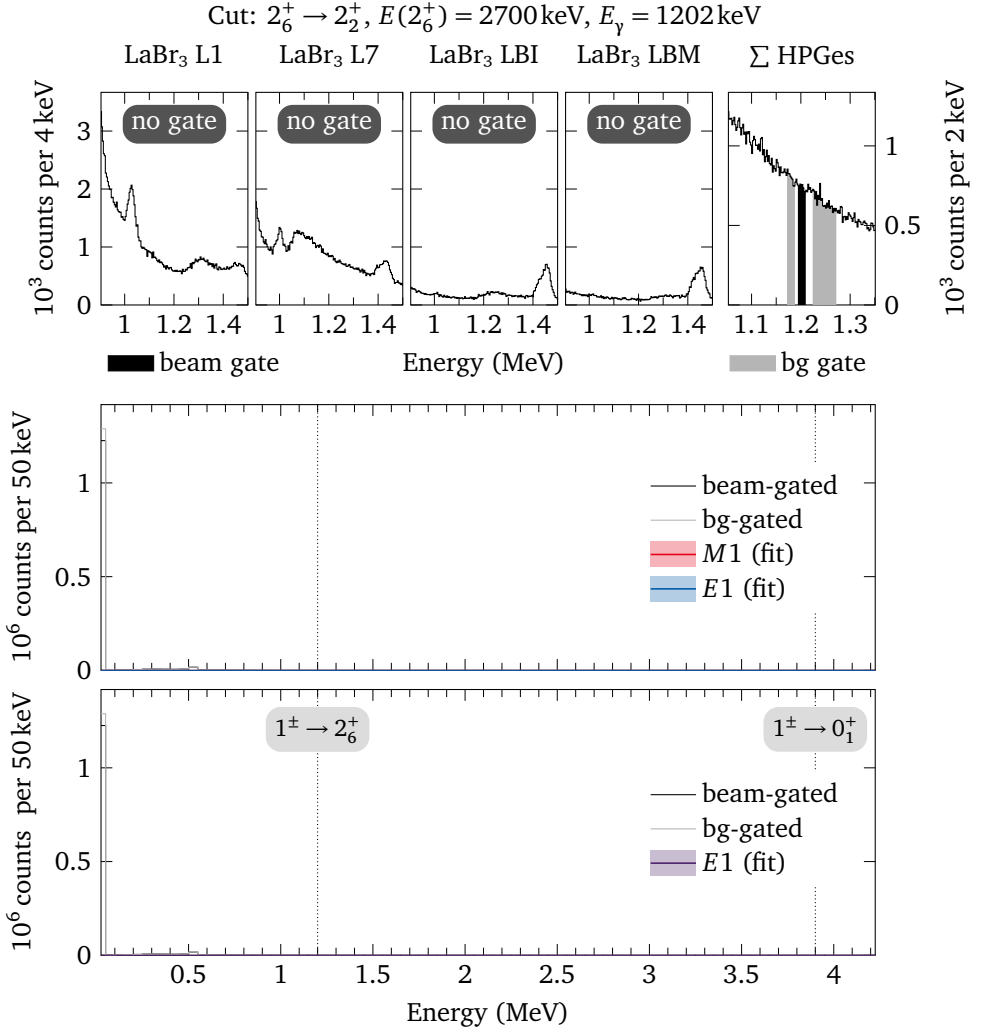 Cut: 2₆⁺ → 2₂⁺, E(2₆⁺) = 2700 keV, Eᵧ = 1202 keV
LaBr₃ L1 LaBr₃ L7 LaBr₃ LBI LaBr₃ LBM ∑ HPGes
no gate no gate no gate no gate
10³ counts per 4 keV
3
2
1
0
1
0.5
0
10³ counts per 2 keV
1 1.2 1.4 1 1.2 1.4 1 1.2 1.4 1 1.2 1.4 1.1 1.2 1.3
beam gate Energy (MeV) bg gate
10⁶ counts per 50 keV
1
0.5
0
beam-gated
bg-gated
M1 (fit)
E1 (fit)
10⁶ counts per 50 keV
1
0.5
0
1± → 2₆⁺ 1± → 0₁⁺
beam-gated
bg-gated
E1 (fit)
0.5 1 1.5 2 2.5 3 3.5 4
Energy (MeV)